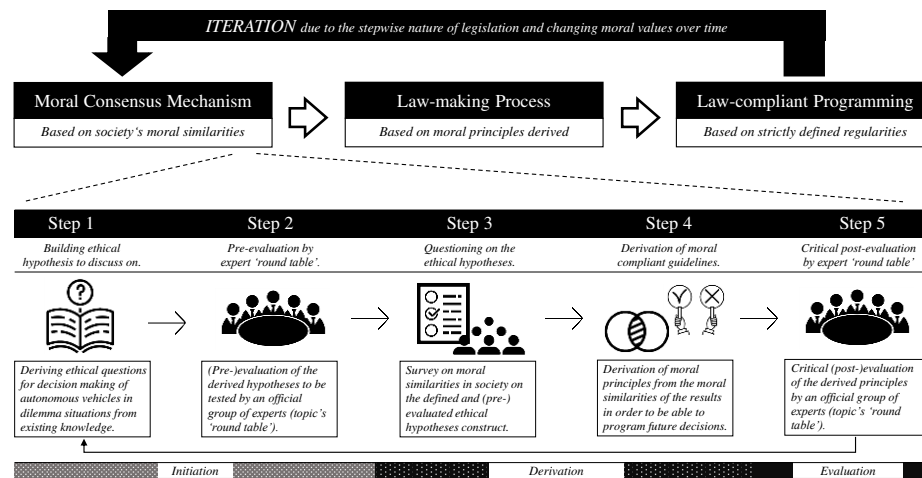 ITERATION due to the stepwise nature of legislation and changing moral values over time
Moral Consensus Mechanism
Based on society‘s moral similarities
Law-making Process
Based on moral principles derived
Law-compliant Programming
Based on strictly defined regularities
Step 1
Building ethical
hypothesis to discuss on.
Step 2
Pre-evaluation by
expert ‘round table’.
Step 3
Questioning on the
ethical hypotheses.
Step 4
Derivation of moral
compliant guidelines.
Step 5
Critical post-evaluation
by expert ‘round table’
?
Deriving ethical questions
for decision making of
autonomous vehicles in
dilemma situations from
existing knowledge.
(Pre-)evaluation of the
derived hypotheses to be
tested by an official
group of experts (topic’s
‘round table’).
Survey on moral
similarities in society on
the defined and (pre-)
evaluated ethical
hypotheses construct.
Derivation of moral
principles from the moral
similarities of the results
in order to be able to
program future decisions.
Critical (post-)evaluation
of the derived principles
by an official group of
experts (topic’s ‘round
table’).
Initiation
Derivation
Evaluation